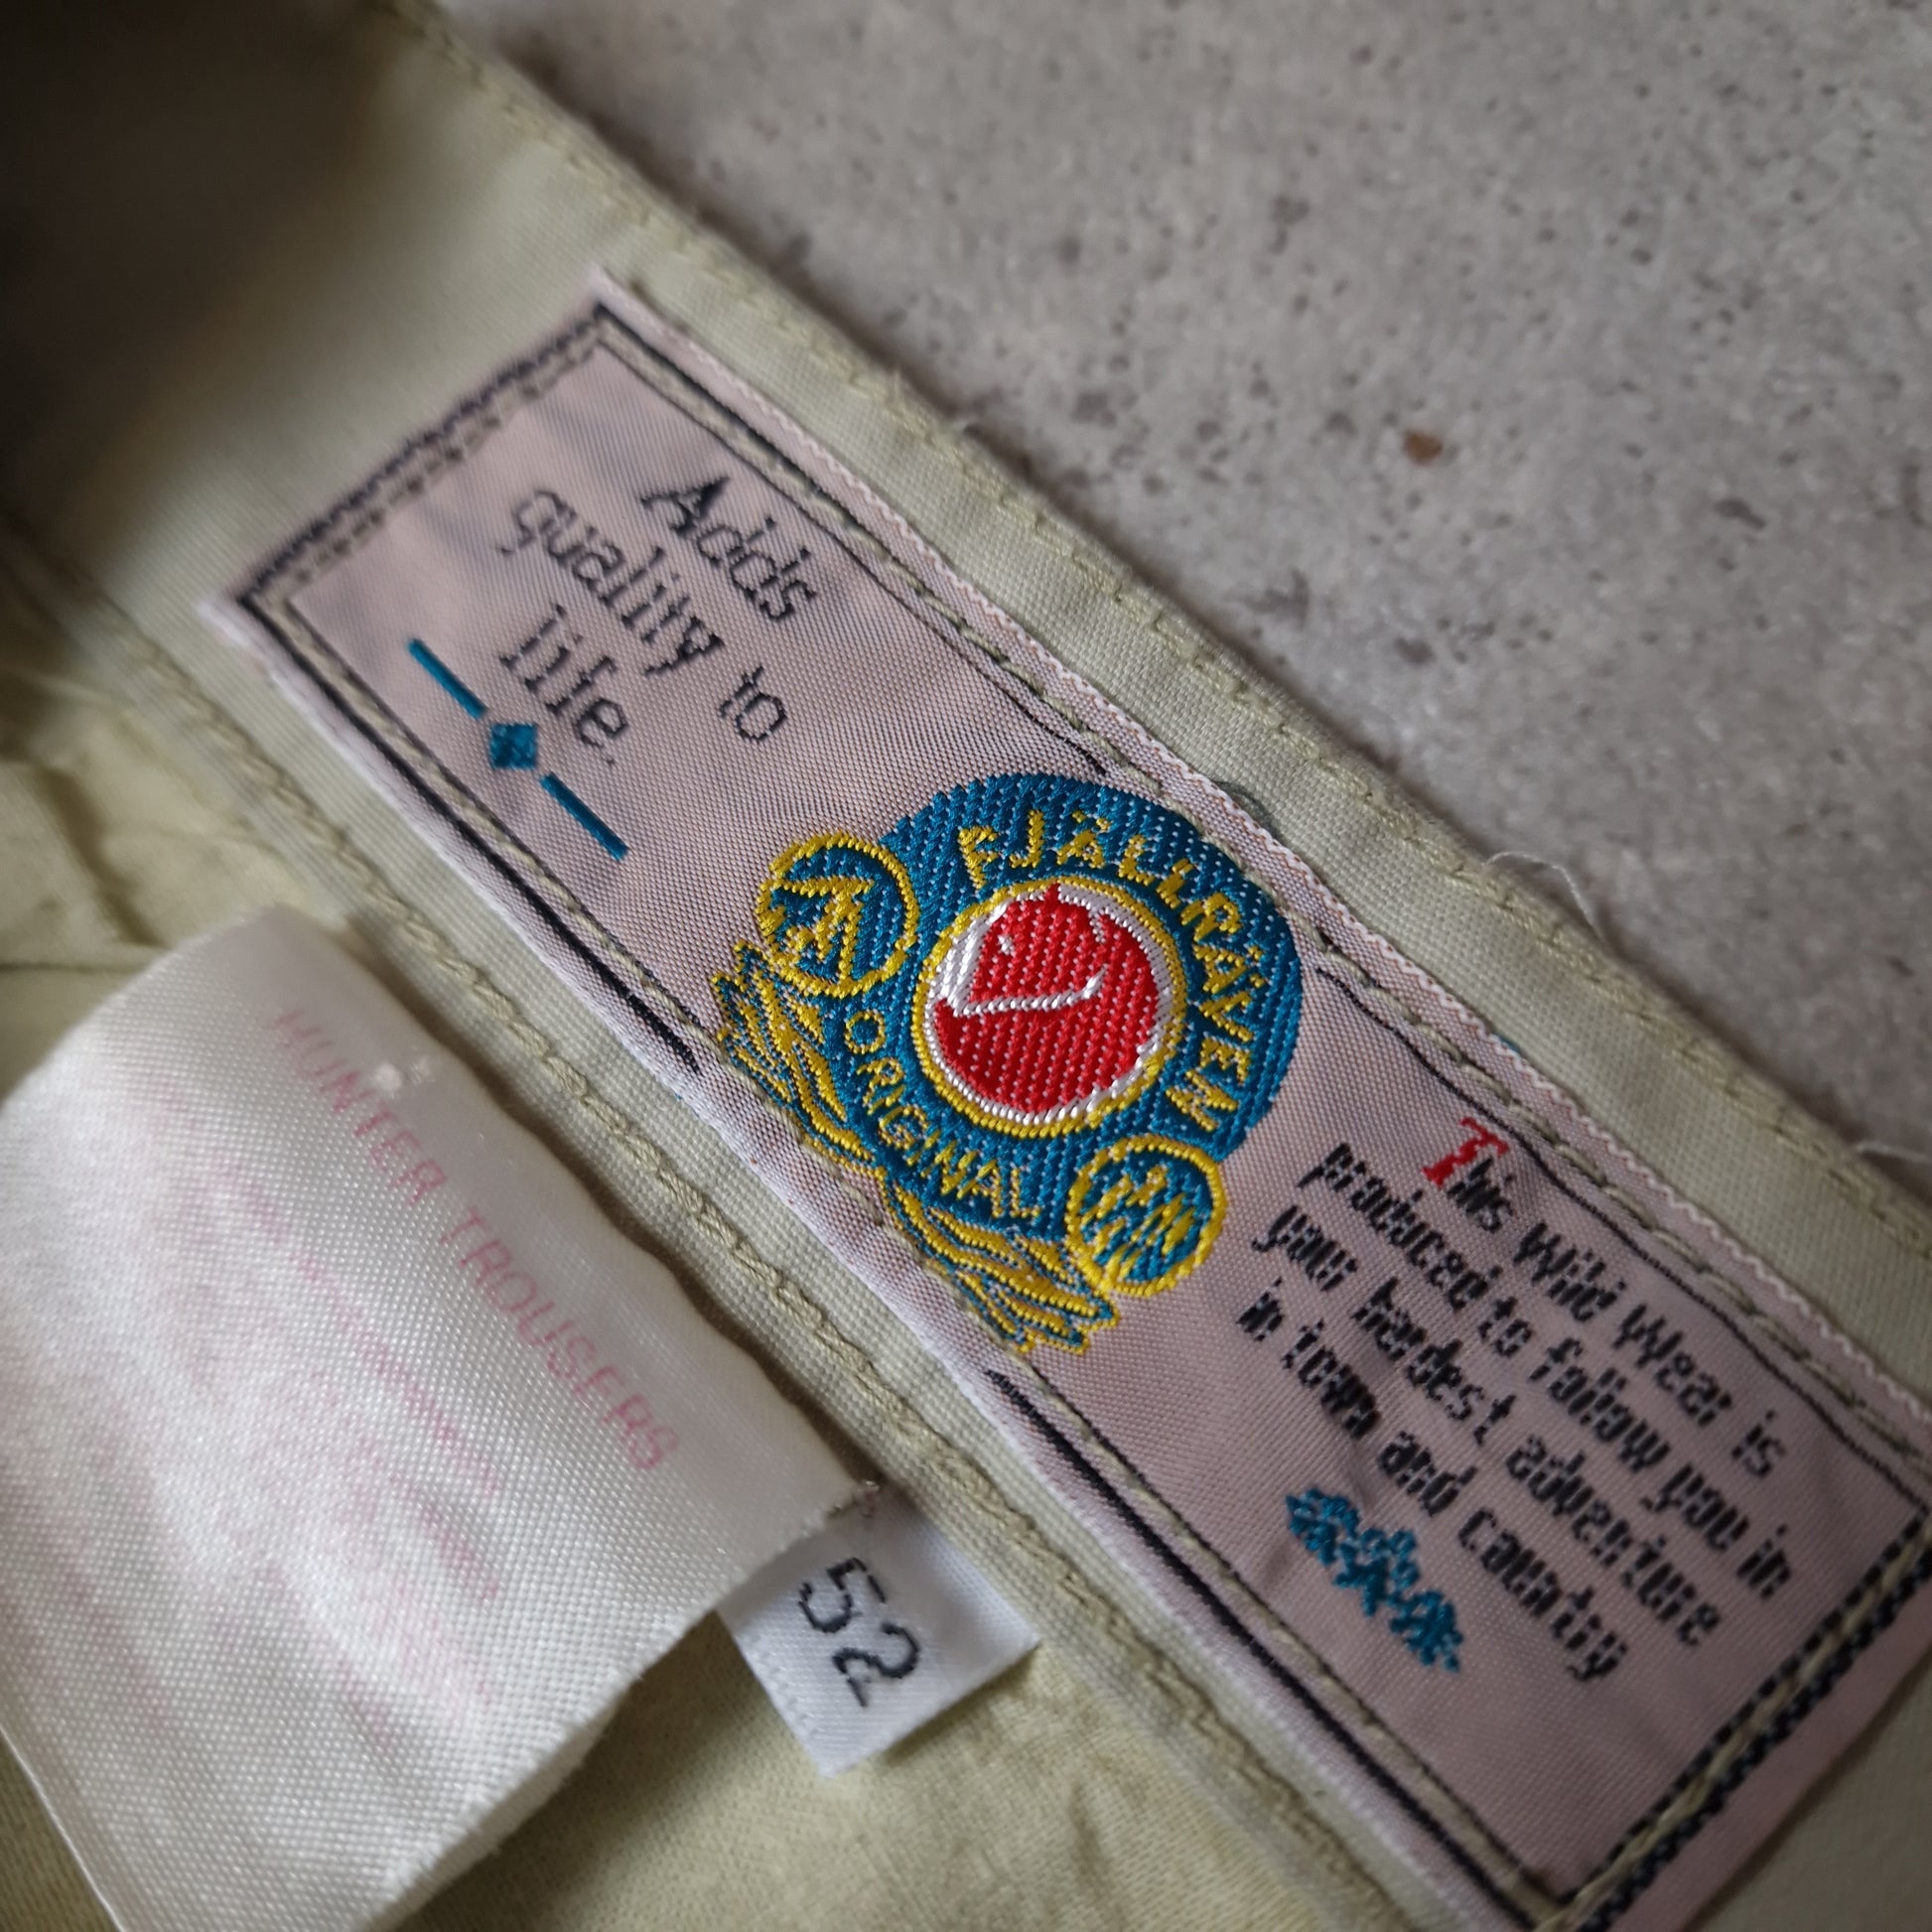 Adds
quality to
life.
FJÄLLRÄVEN
ORIGINAL
This Wild Wear is
produced to follow you in
your hardest adventure
in town and country
HUNTER TROUSERS
52